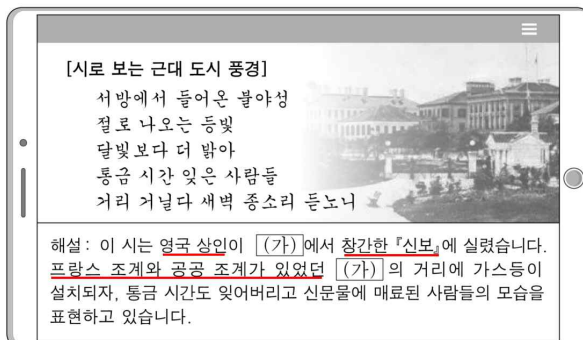 [시로 보는 근대 도시 풍경]
서방에서 들어온 불야성
절로 나오는 등빛
달빛보다 더 밝아
통금 시간 잊은 사람들
거리 거닐다 새벽 종소리 듣노니
해설 : 이 시는 영국 상인이 (가) 에서 창간한 『신보』에 실렸습니다.
프랑스 조계와 공공 조계가 있었던 (가) 의 거리에 가스등이
설치되자, 통금 시간도 잊어버리고 신문물에 매료된 사람들의 모습을
표현하고 있습니다.